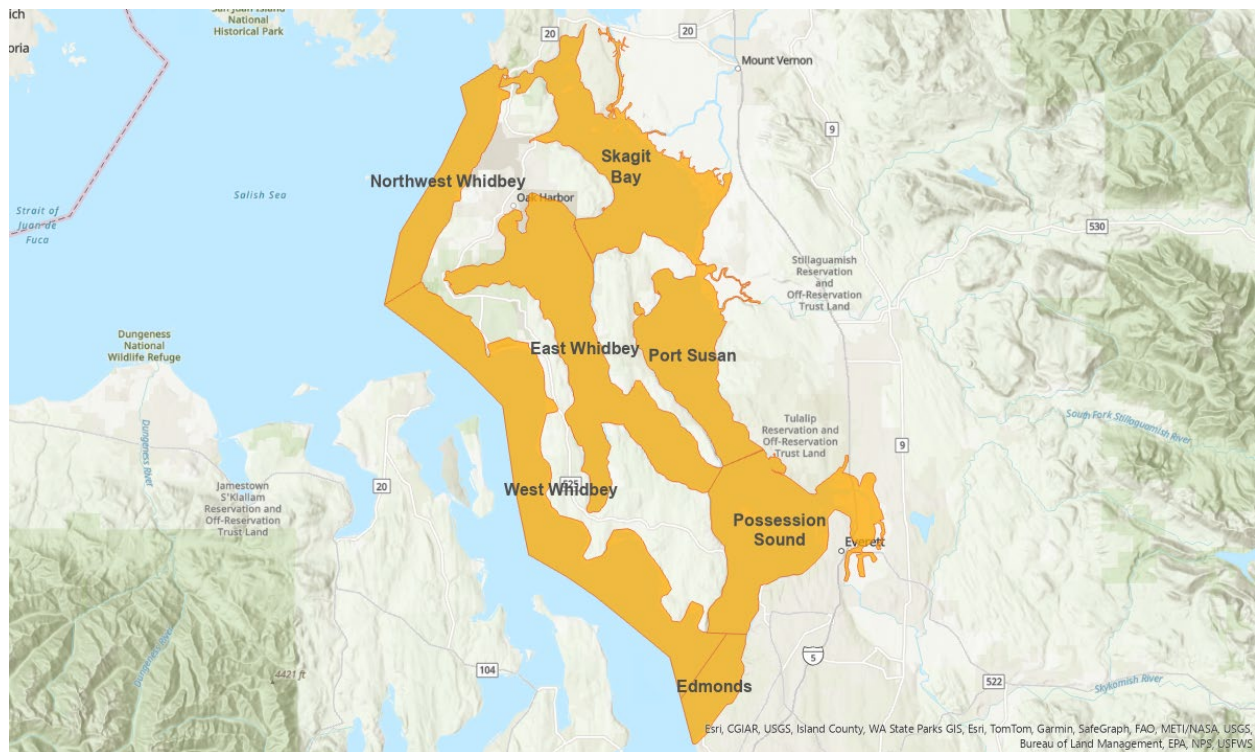 ich
oria
San Juan Island
National
Historical Park
20
20
Mount Vernon
9
Skagit
Bay
Northwest Whidbey
Salish Sea
Oak Harbor
Strait of
Juan de
Fuca
530
Stillaguamish
Reservation
and
Off-Reservation
Trust Land
Dungeness
National
Wildlife Refuge
East Whidbey
Port Susan
Tulalip
Reservation and
Off-Reservation
Trust Land
South Fork Stillaguamish
River
Dungeness
River
9
20
Jamestown
S'Klallam
Reservation
and
Off-Reservation
Trust Land
525
West Whidbey
Possession
Sound
Everett
Dungeness River
5
4421 ft
104
Edmonds
522
Skykomish River
Esri, CGIAR, USGS, Island County, WA State Parks GIS, Esri, TomTom, Garmin, SafeGraph, FAO, METI/NASA, USGS,
Bureau of Land Management, EPA, NPS, USFWS